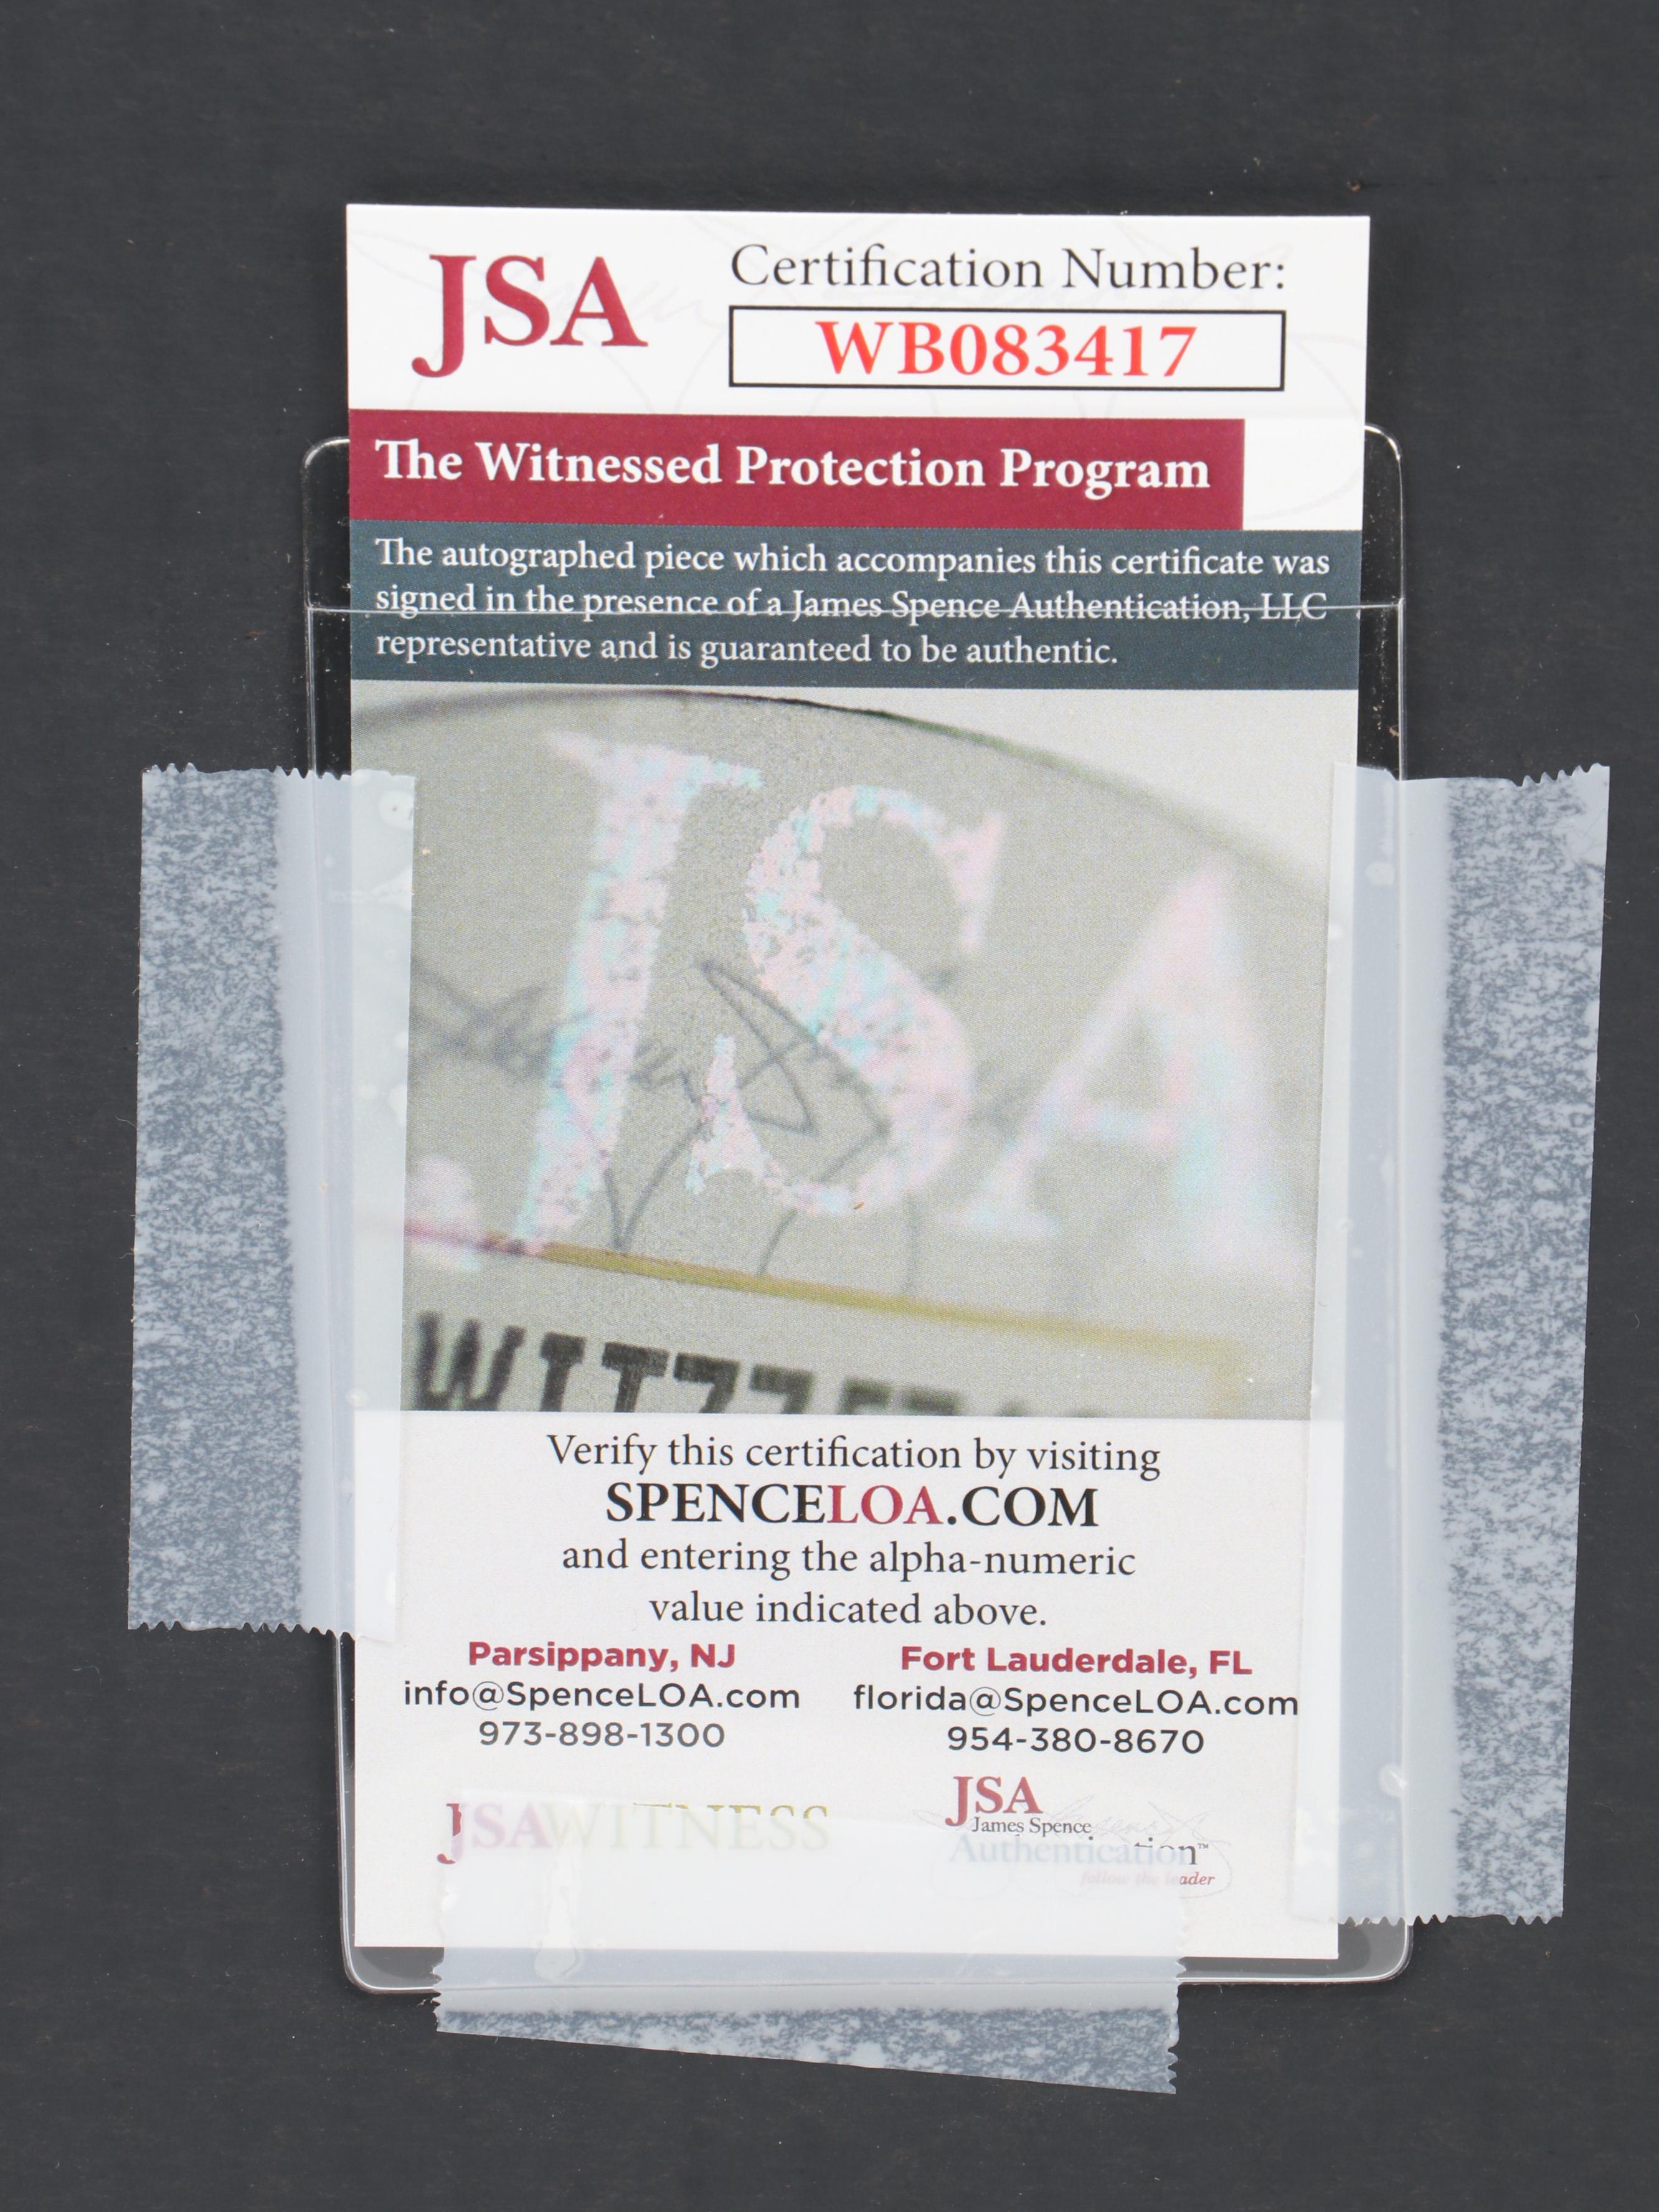 JSA
Certification Number:
WB083417
The Witnessed Protection Program
The autographed piece which accompanies this certificate was
signed in the presence of a James Spence Authentication, LLC
representative and is guaranteed to be authentic.
JSA
Verify this certification by visiting
SPENCELOA.COM
and entering the alpha-numeric
value indicated above.
Parsippany, NJ
info@SpenceLOA.com
973-898-1300
Fort Lauderdale, FL
florida@SpenceLOA.com
954-380-8670
JSAWITNESS
JSA
James Spence
Authentication™
follow the leader